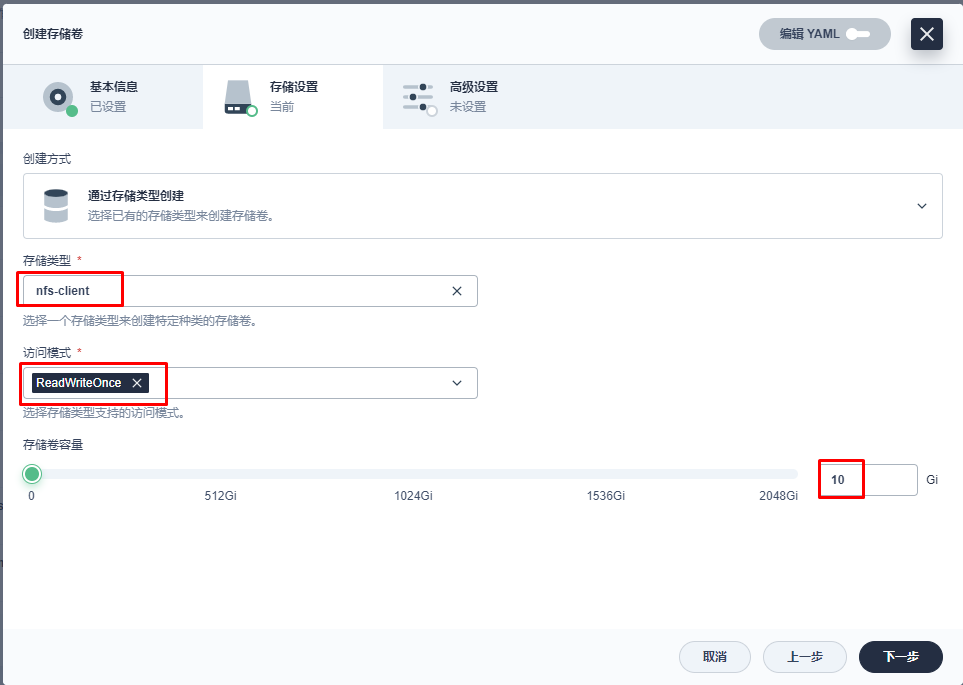 创建存储卷
编辑 YAML
基本信息
已设置
存储设置
当前
高级设置
未设置
创建方式
通过存储类型创建
选择已有的存储类型来创建存储卷。
存储类型 *
nfs-client
选择一个存储类型来创建特定种类的存储卷。
访问模式 *
ReadWriteOnce
选择存储类型支持的访问模式。
存储卷容量
10 Gi
0 512Gi 1024Gi 1536Gi 2048Gi
取消 上一步 下一步